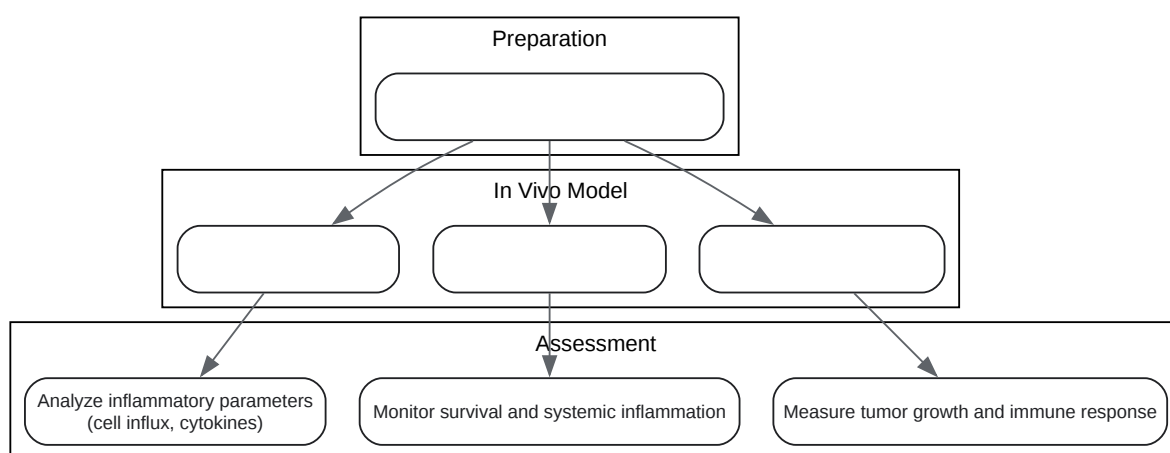 Preparation
In Vivo Model
Assessment
Analyze inflammatory parameters
(cell influx, cytokines)
Monitor survival and systemic inflammation
Measure tumor growth and immune response